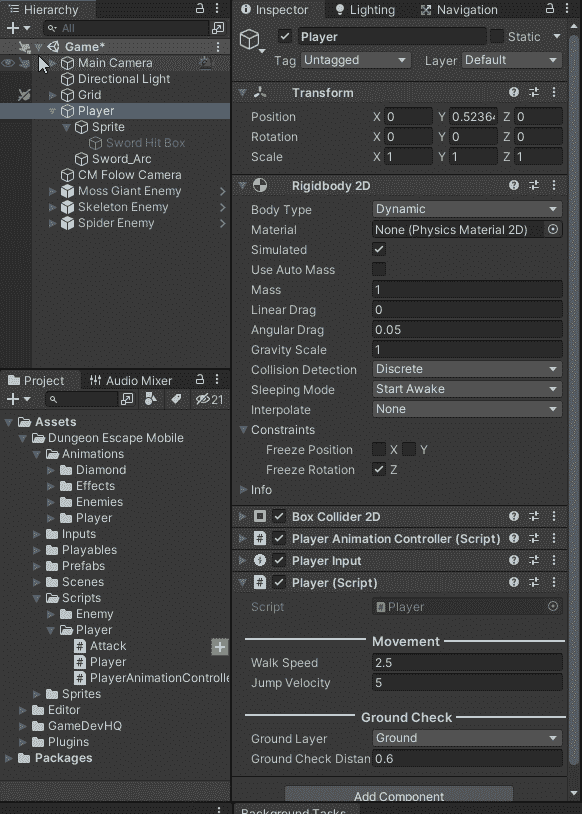 Hierarchy
All
Game*
Main Camera
Directional Light
Grid
Player
Sprite
Sword Hit Box
Sword_Arc
CM Folow Camera
Moss Giant Enemy
Skeleton Enemy
Spider Enemy
Project
Audio Mixer
21
Assets
Dungeon Escape Mobile
Animations
Diamond
Effects
Enemies
Player
Inputs
Playables
Prefabs
Scenes
Scripts
Enemy
Player
Attack
Player
PlayerAnimationControlle
Sprites
Editor
GameDevHQ
Plugins
Packages
Inspector
Lighting
Navigation
Player
Static
Tag Untagged
Layer Default
Transform
Position X 0 Y 0.5236 Z 0
Rotation X 0 Y 0 Z 0
Scale X 1 Y 1 Z 1
Rigidbody 2D
Body Type Dynamic
Material None (Physics Material 2D)
Simulated
Use Auto Mass
Mass 1
Linear Drag 0
Angular Drag 0.05
Gravity Scale 1
Collision Detection Discrete
Sleeping Mode Start Awake
Interpolate None
Constraints
Freeze Position X Y
Freeze Rotation Z
Info
Box Collider 2D
Player Animation Controller (Script)
Player Input
Player (Script)
Script Player
Movement
Walk Speed 2.5
Jump Velocity 5
Ground Check
Ground Layer Ground
Ground Check Distan 0.6
Add Component
Background Tasks